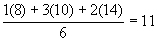 1(8) + 3(10) + 2(14)
6
= 11